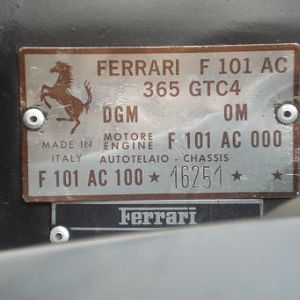 FERRARI F 101 AC
365 GTC4
DGM OM
MADE IN ITALY MOTORE ENGINE F 101 AC 000
AUTOTELAIO - CHASSIS
F 101 AC 100 ★ 16251 ★ ★
Ferrari